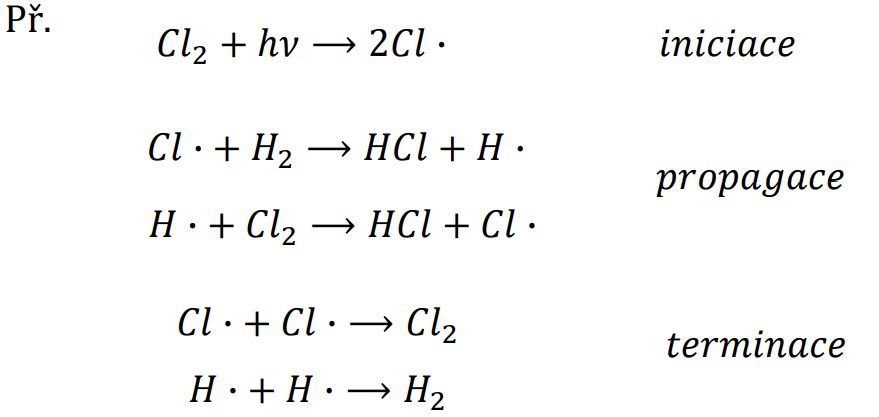 Př.
Cl₂ + hν ⟶ 2Cl · iniciace
Cl · + H₂ ⟶ HCl + H ·
propagace
H · + Cl₂ ⟶ HCl + Cl ·
Cl · + Cl · ⟶ Cl₂
terminace
H · + H · ⟶ H₂